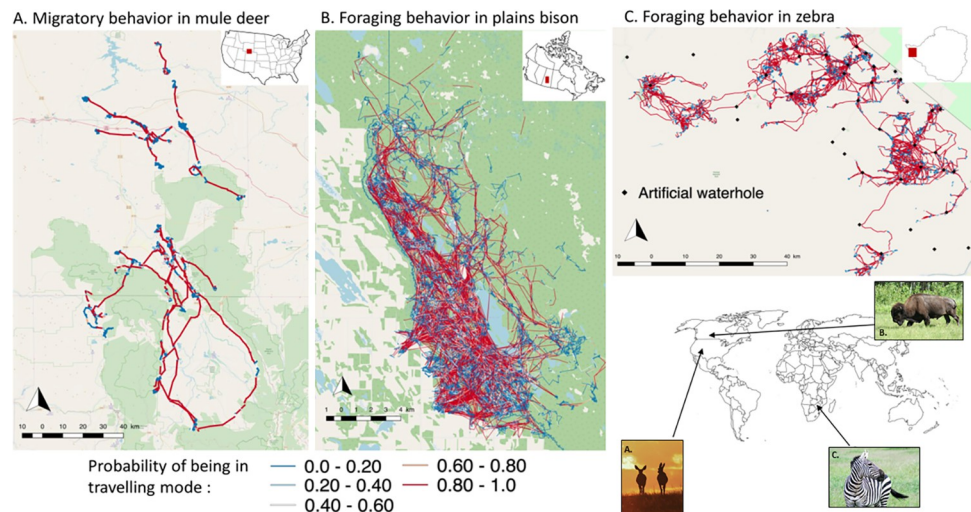 A. Migratory behavior in mule deer
B. Foraging behavior in plains bison
C. Foraging behavior in zebra
Artificial waterhole
10 0 10 20 30 40 km
1 0 1 2 3 4 km
10 0 10 20 30 40 km
B.
A.
C.
Probability of being in
travelling mode :
0.0 - 0.20
0.20 - 0.40
0.40 - 0.60
0.60 - 0.80
0.80 - 1.0